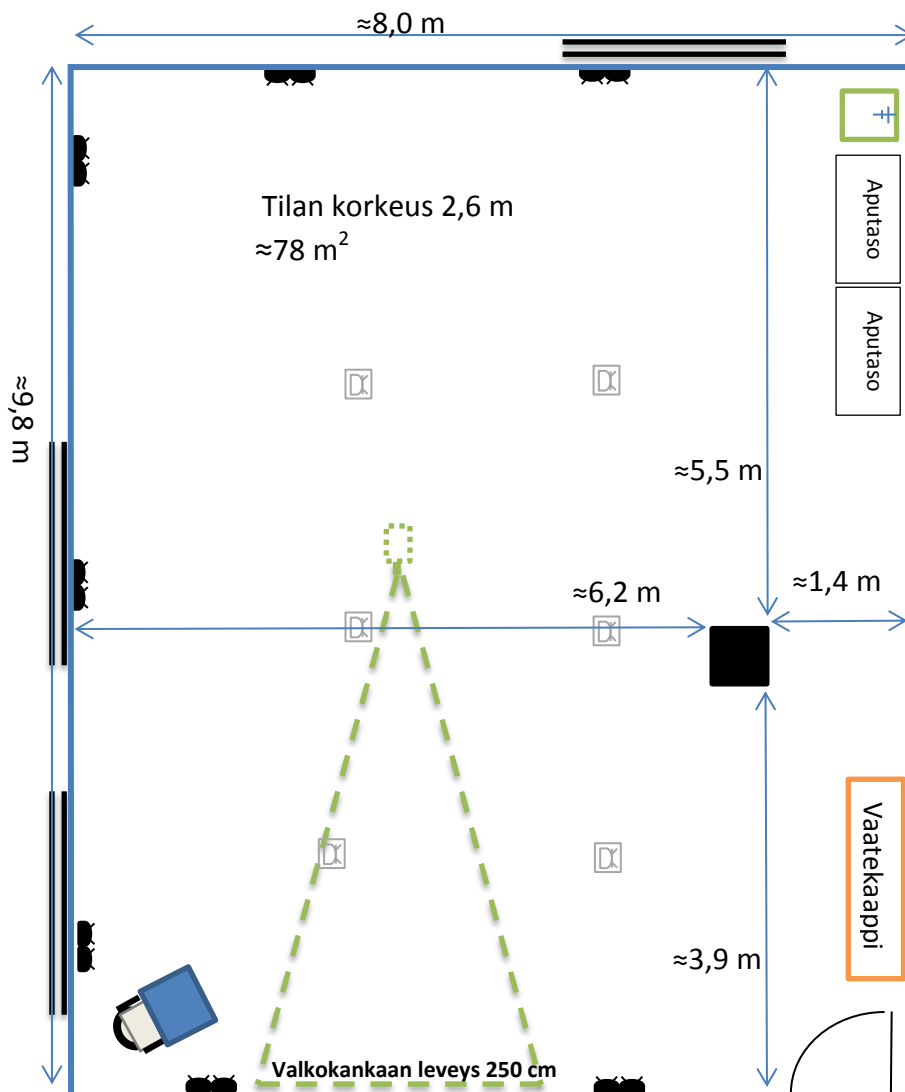 ≈8,0 m
Tilan korkeus 2,6 m
≈78 m²
Aputaso
Aputaso
≈9,8 m
≈5,5 m
≈6,2 m
≈1,4 m
Vaatekaappi
≈3,9 m
Valkokankaan leveys 250 cm